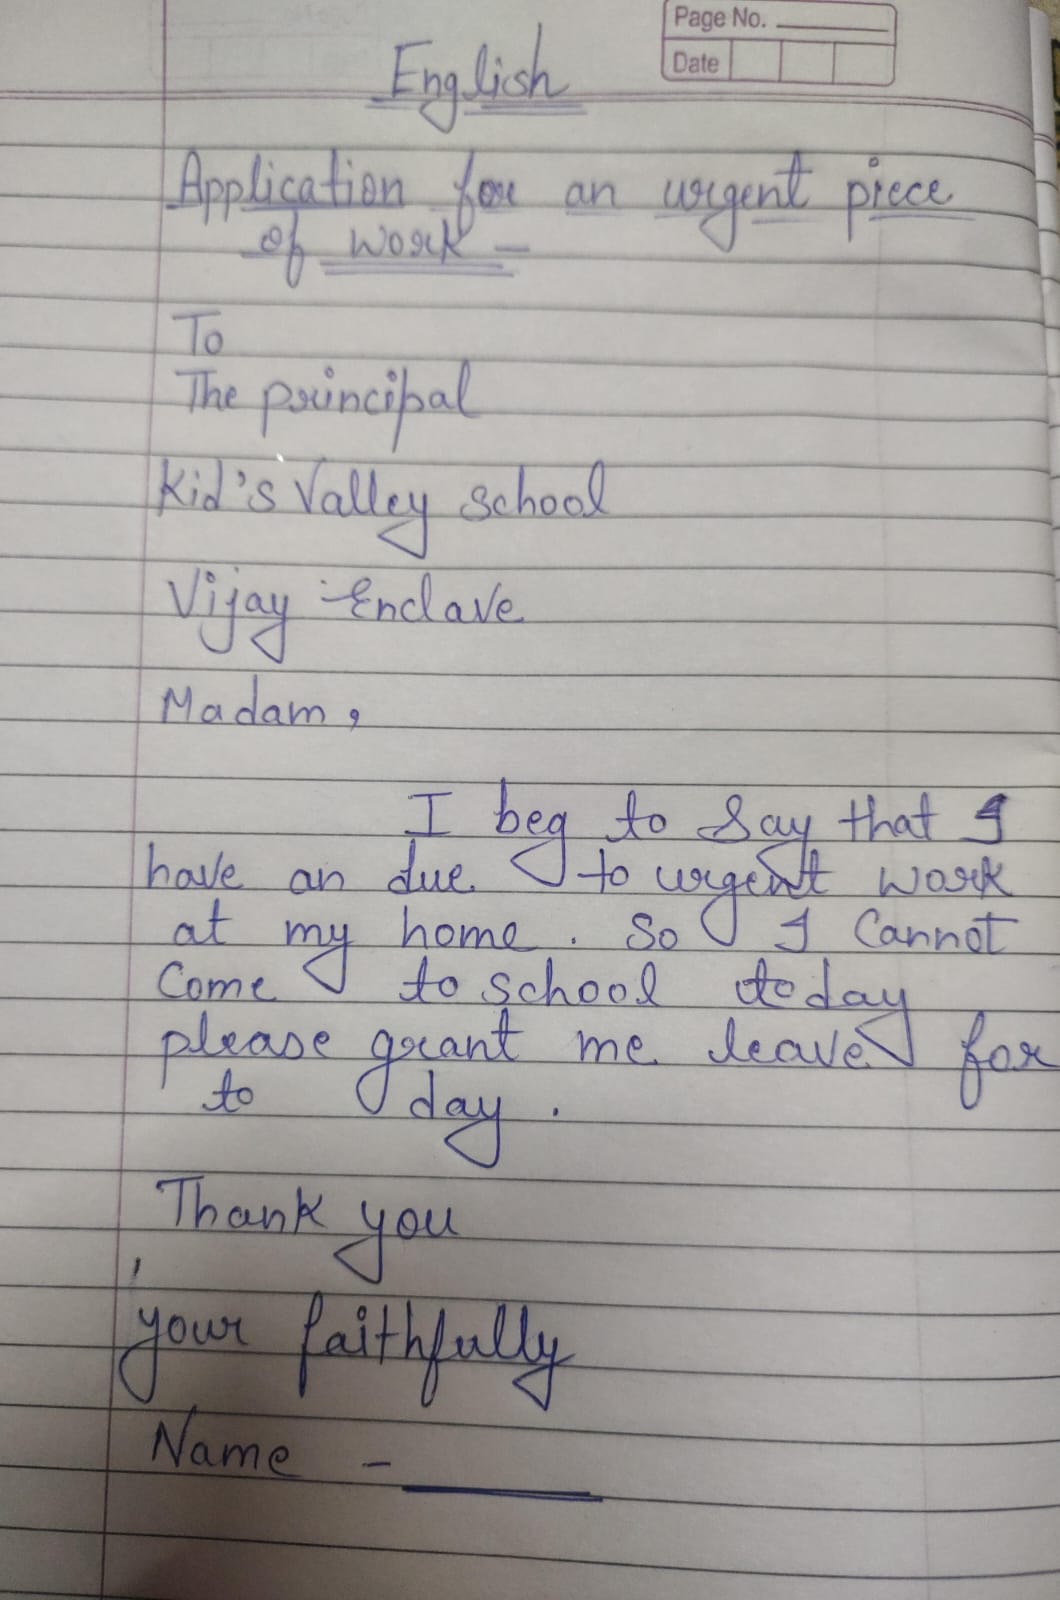 Page No.
Date
English
Application for an urgent piece
of work -
To
The principal
Kid's Valley school
Vijay Enclave
Madam,
I beg to say that I
have an due to urgent work
at my home. So I cannot
come to school today
please grant me leave for
to day.
Thank you
your faithfully
Name -